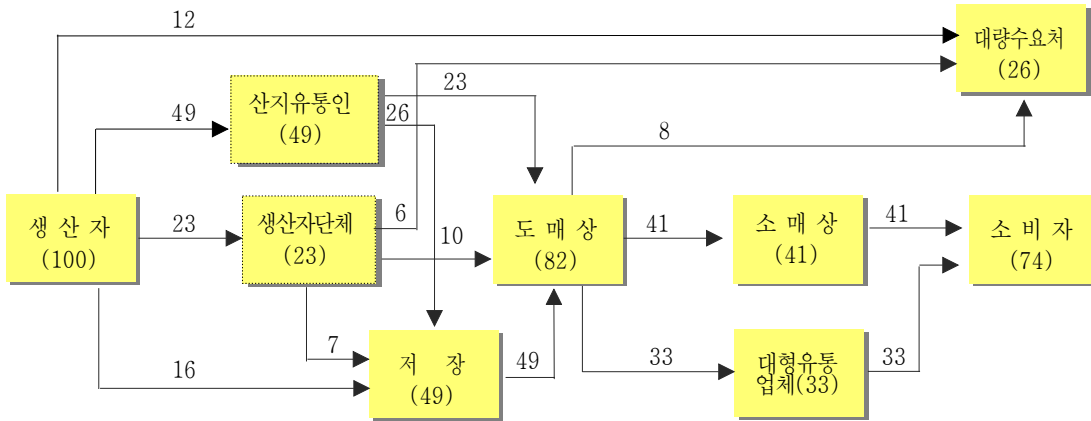 12
대량수요처
(26)
산지유통인
(49)
23
26
49
8
생 산 자
(100)
23
생산자단체
(23)
6
10
도 매 상
(82)
41
소 매 상
(41)
41
소 비 자
(74)
7
16
저 장
(49)
49
33
대형유통
업체(33)
33